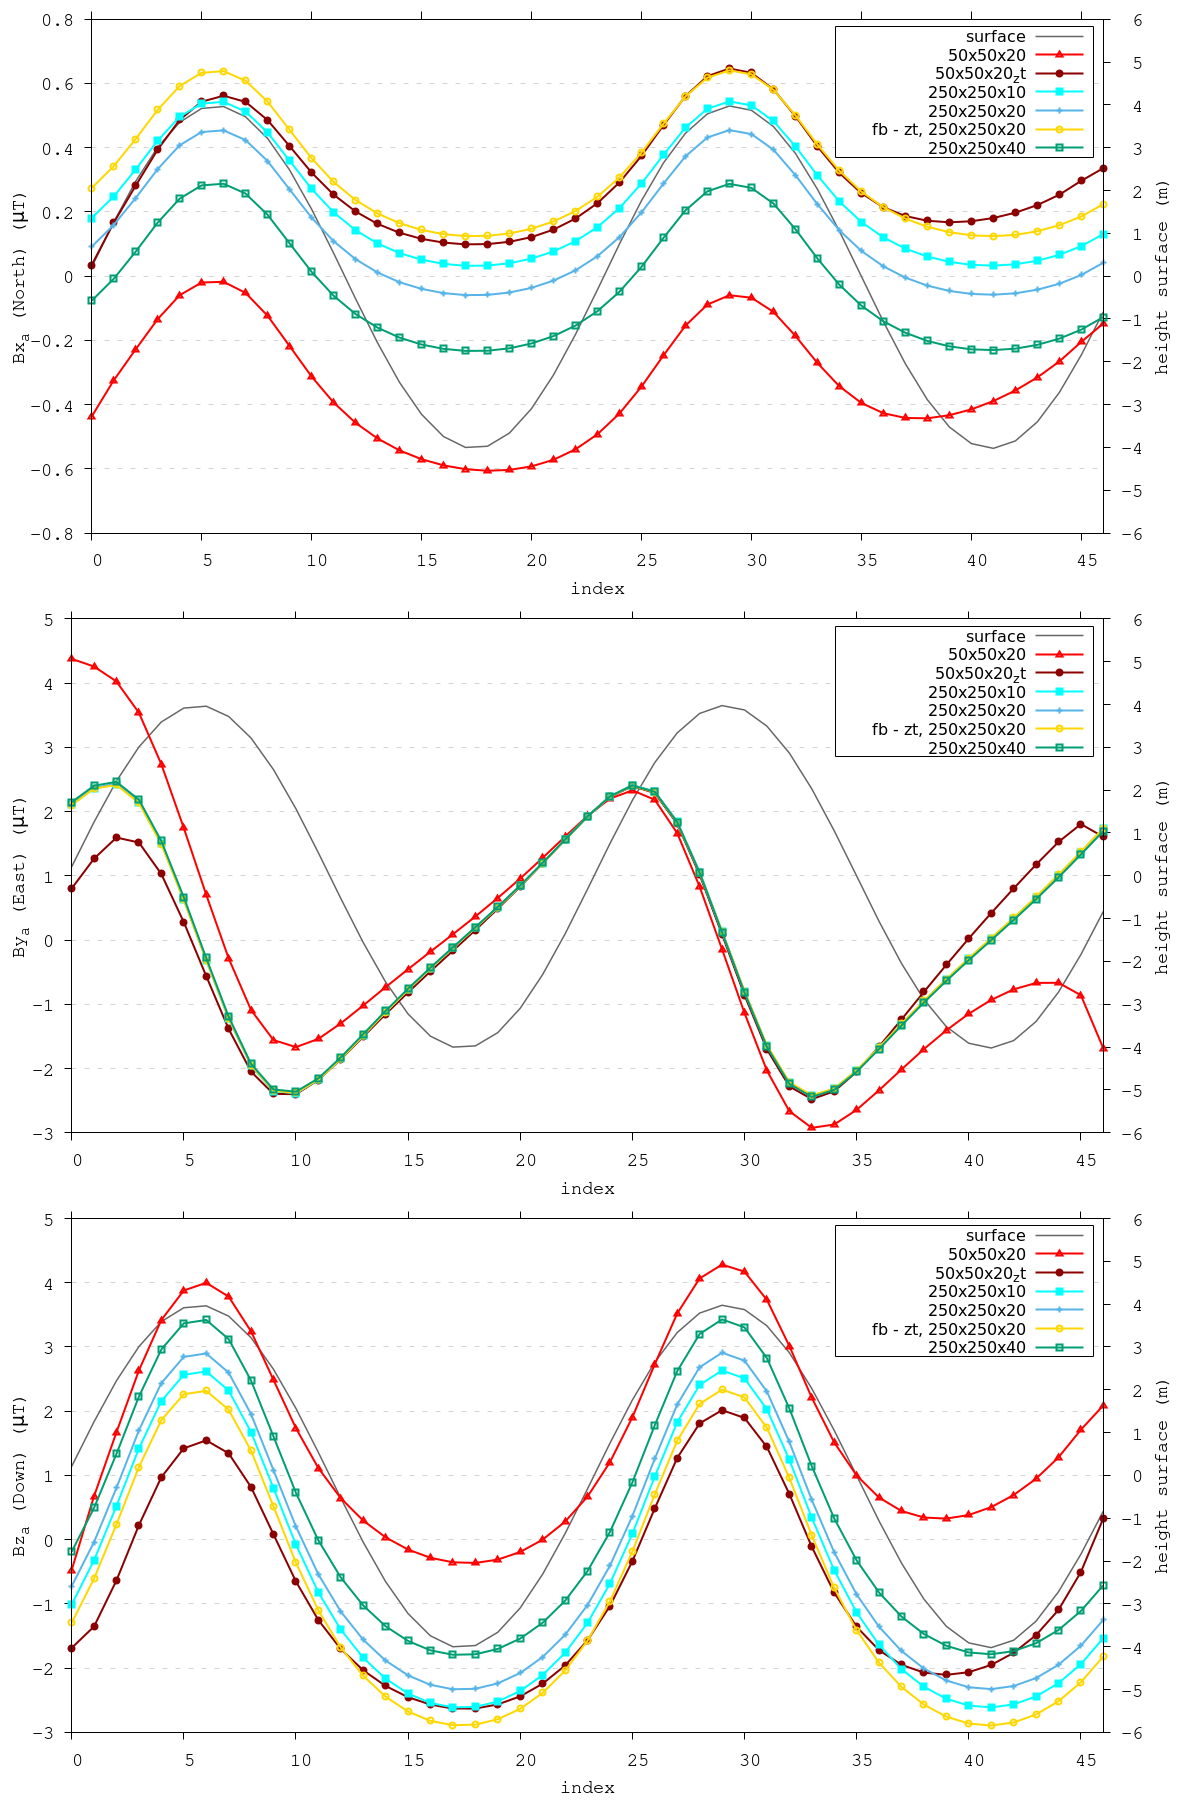 0.8
0.6
0.4
0.2
0
−0.2
−0.4
−0.6
−0.8
Bx_a (North) (μT)
surface
50x50x20
50x50x20_zt
250x250x10
250x250x20
fb - zt, 250x250x20
250x250x40
6
5
4
3
2
1
0
−1
−2
−3
−4
−5
−6
height surface (m)
0 5 10 15 20 25 30 35 40 45
index
5
4
3
2
1
0
−1
−2
−3
By_a (East) (μT)
surface
50x50x20
50x50x20_zt
250x250x10
250x250x20
fb - zt, 250x250x20
250x250x40
6
5
4
3
2
1
0
−1
−2
−3
−4
−5
−6
height surface (m)
0 5 10 15 20 25 30 35 40 45
index
5
4
3
2
1
0
−1
−2
−3
Bz_a (Down) (μT)
surface
50x50x20
50x50x20_zt
250x250x10
250x250x20
fb - zt, 250x250x20
250x250x40
6
5
4
3
2
1
0
−1
−2
−3
−4
−5
−6
height surface (m)
0 5 10 15 20 25 30 35 40 45
index